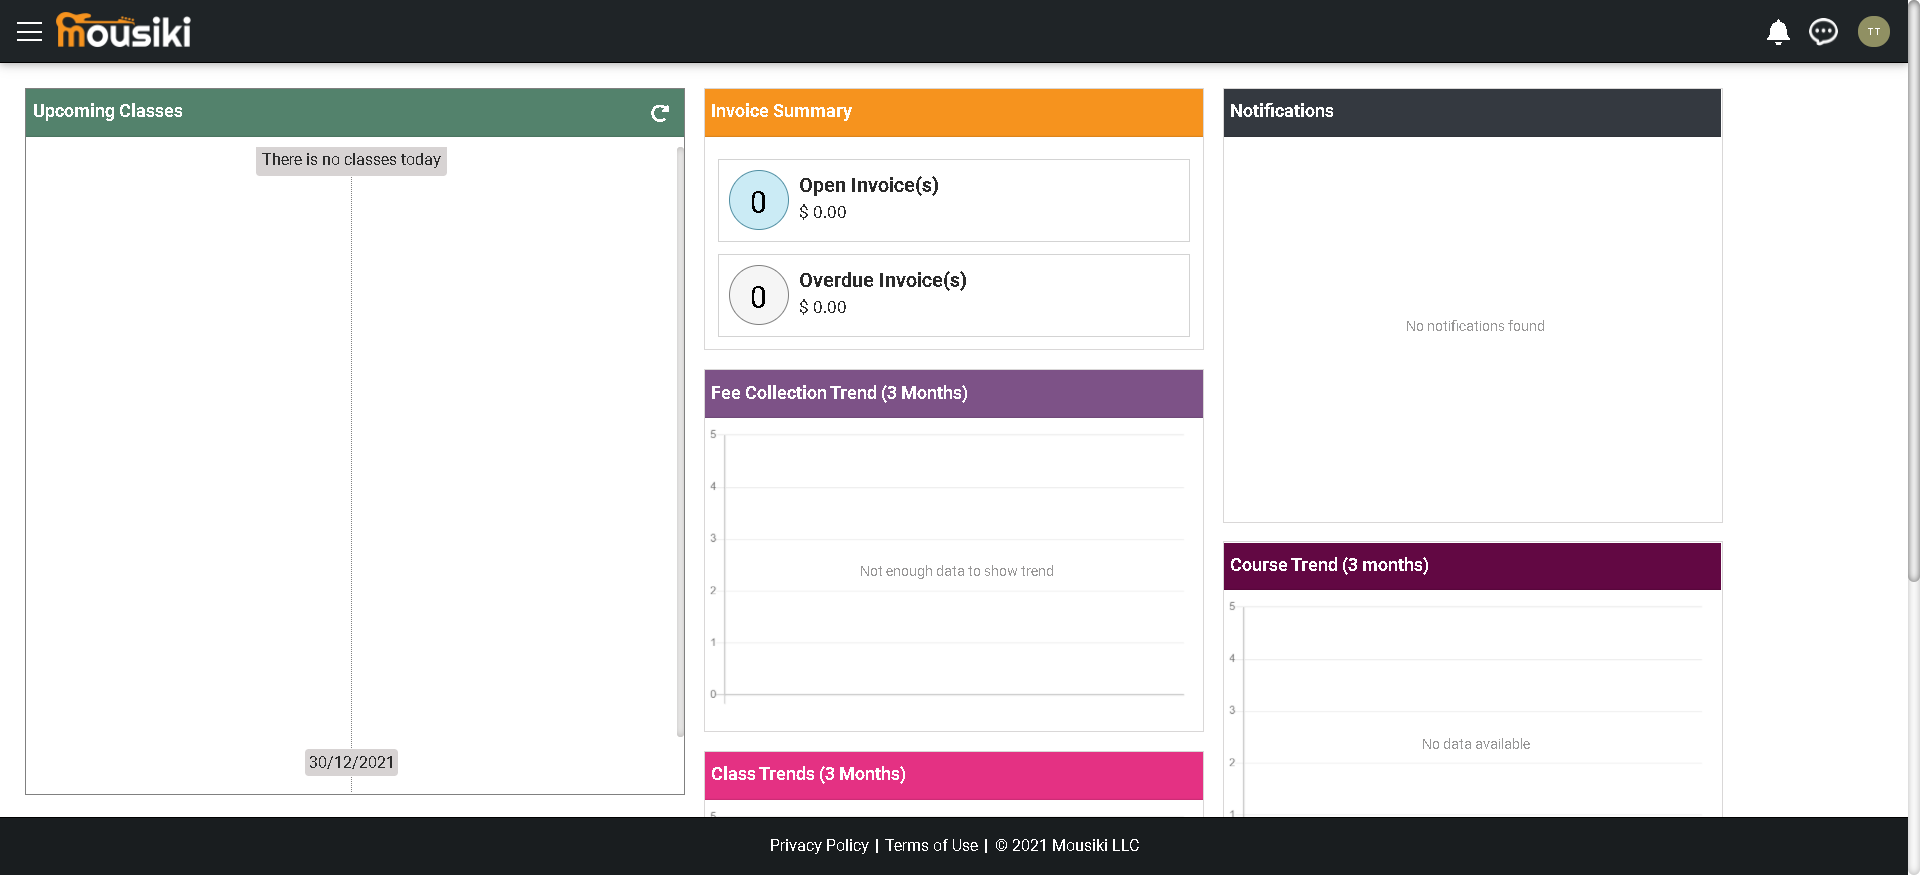 mousiki
TT
Upcoming Classes
There is no classes today
30/12/2021
Invoice Summary
0
Open Invoice(s)
$ 0.00
0
Overdue Invoice(s)
$ 0.00
Fee Collection Trend (3 Months)
5
4
3
Not enough data to show trend
2
1
0
Class Trends (3 Months)
5
Notifications
No notifications found
Course Trend (3 months)
5
4
3
No data available
2
1
Privacy Policy | Terms of Use | © 2021 Mousiki LLC